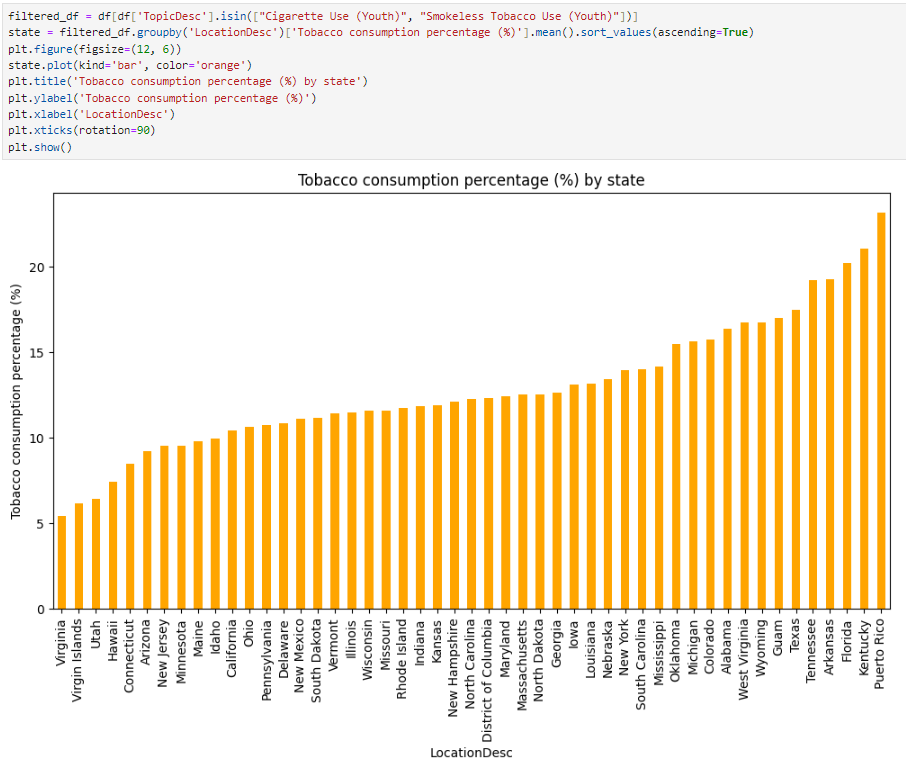 filtered_df = df[df['TopicDesc'].isin(["Cigarette Use (Youth)", "Smokeless Tobacco Use (Youth)"])]
state = filtered_df.groupby('LocationDesc')['Tobacco consumption percentage (%)'].mean().sort_values(ascending=True)
plt.figure(figsize=(12, 6))
state.plot(kind='bar', color='orange')
plt.title('Tobacco consumption percentage (%) by state')
plt.ylabel('Tobacco consumption percentage (%)')
plt.xlabel('LocationDesc')
plt.xticks(rotation=90)
plt.show()
Tobacco consumption percentage (%) by state
Tobacco consumption percentage (%)
20
15
10
5
0
Virginia
Virgin Islands
Utah
Hawaii
Connecticut
Arizona
New Jersey
Minnesota
Maine
Idaho
California
Ohio
Pennsylvania
Delaware
New Mexico
South Dakota
Vermont
Illinois
Wisconsin
Missouri
Rhode Island
Indiana
Kansas
New Hampshire
North Carolina
District of Columbia
Maryland
Massachusetts
North Dakota
Georgia
Iowa
Louisiana
Nebraska
New York
South Carolina
Mississippi
Oklahoma
Michigan
Colorado
Alabama
West Virginia
Wyoming
Guam
Texas
Tennessee
Arkansas
Florida
Kentucky
Puerto Rico
LocationDesc